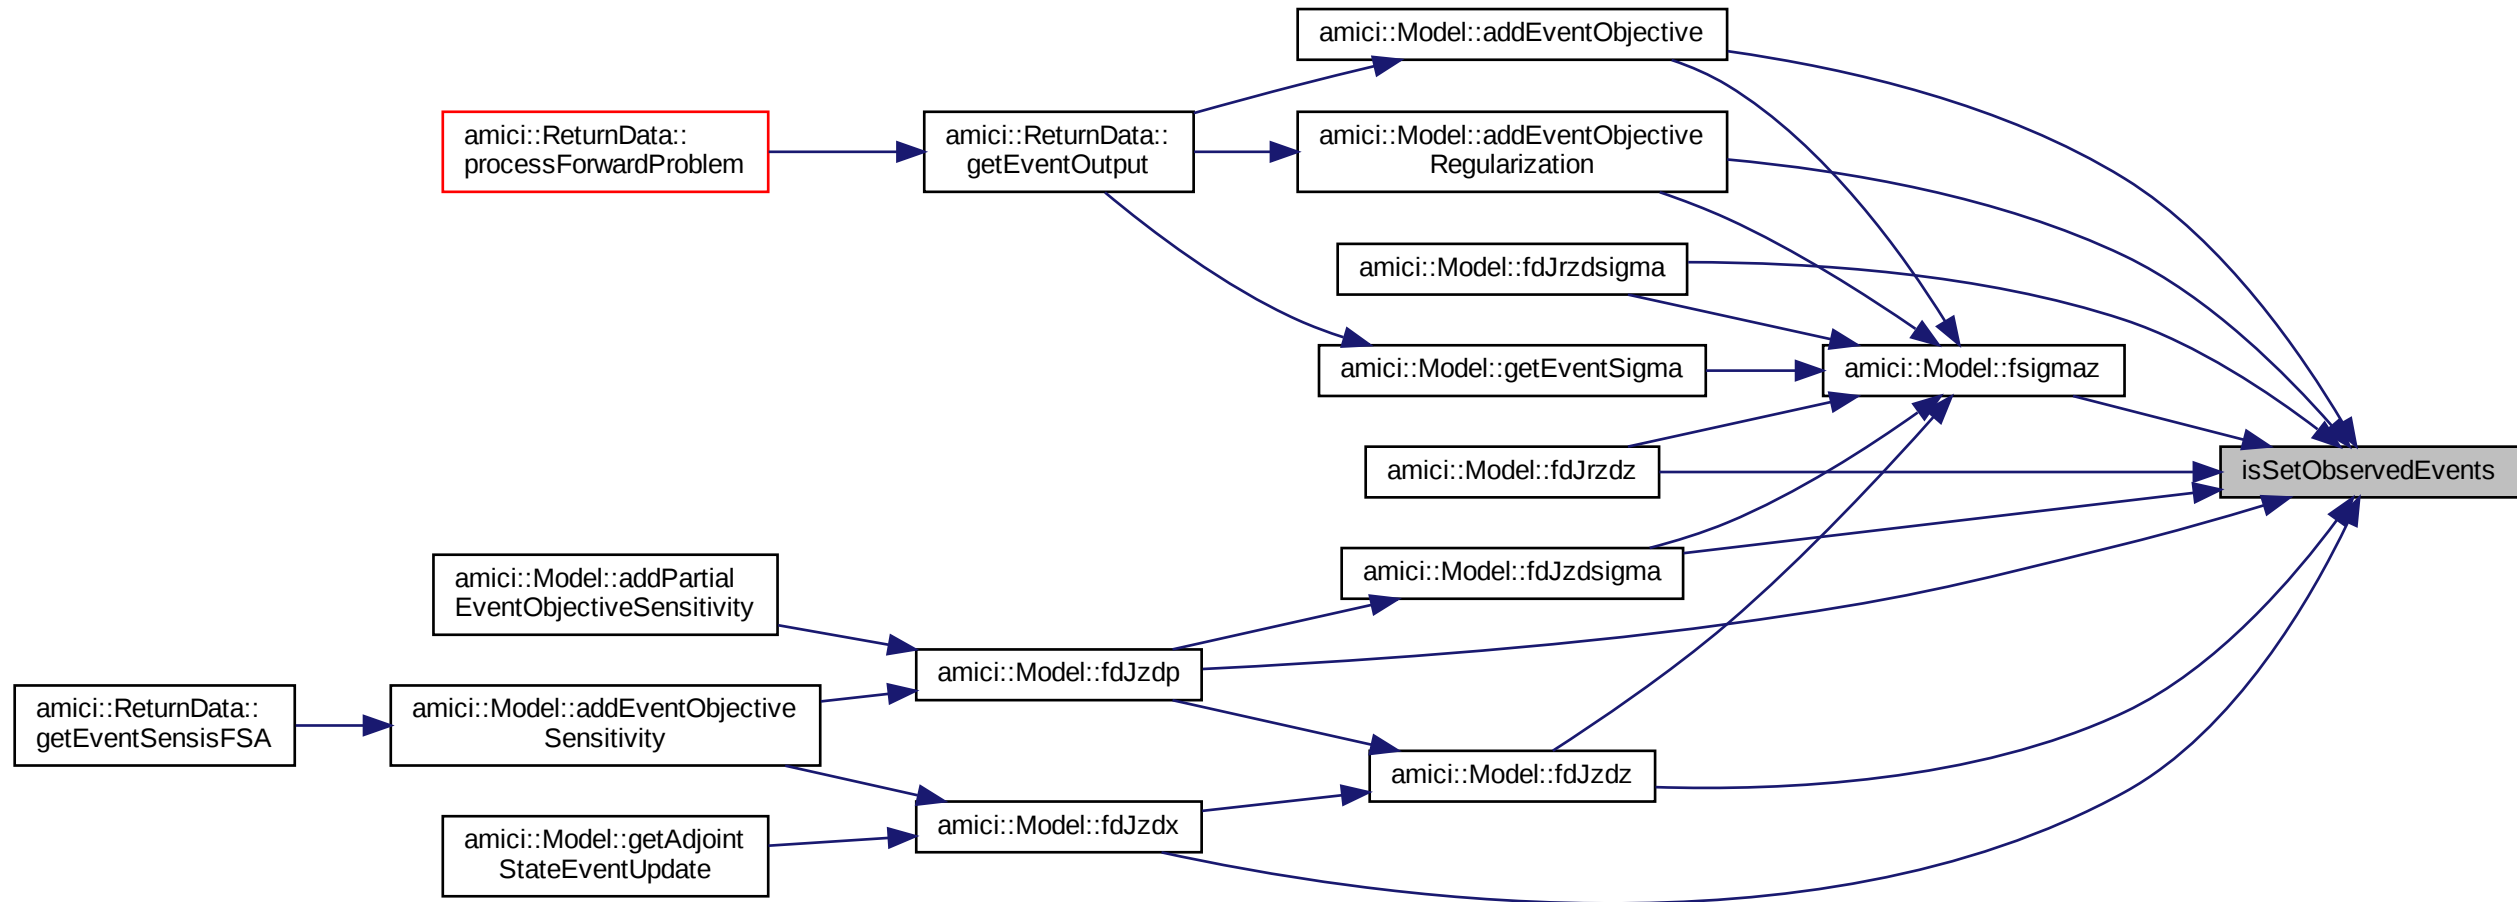 amici::Model::addEventObjective
amici::ReturnData::
processForwardProblem
amici::ReturnData::
getEventOutput
amici::Model::addEventObjective
Regularization
amici::Model::fdJrzdsigma
amici::Model::getEventSigma
amici::Model::fsigmaz
amici::Model::fdJrzdz
isSetObservedEvents
amici::Model::fdJzdsigma
amici::Model::addPartial
EventObjectiveSensitivity
amici::Model::fdJzdp
amici::ReturnData::
getEventSensisFSA
amici::Model::addEventObjective
Sensitivity
amici::Model::fdJzdz
amici::Model::fdJzdx
amici::Model::getAdjoint
StateEventUpdate